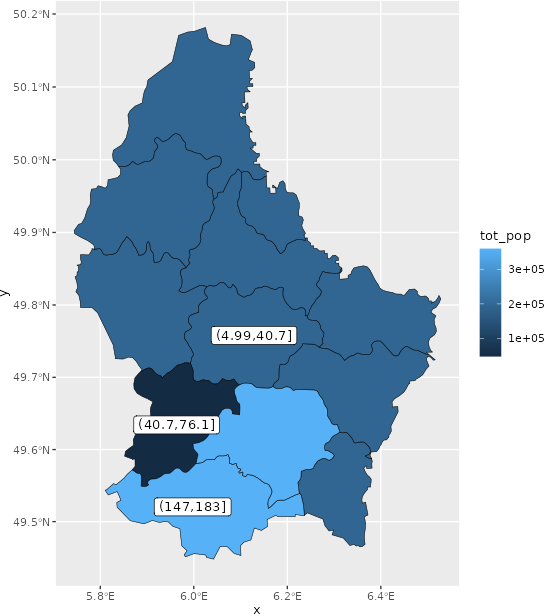 50.2°N
50.1°N
50.0°N
49.9°N
49.8°N
49.7°N
49.6°N
49.5°N
y
(4.99,40.7]
(40.7,76.1]
(147,183]
5.8°E
6.0°E
6.2°E
6.4°E
x
tot_pop
3e+05
2e+05
1e+05